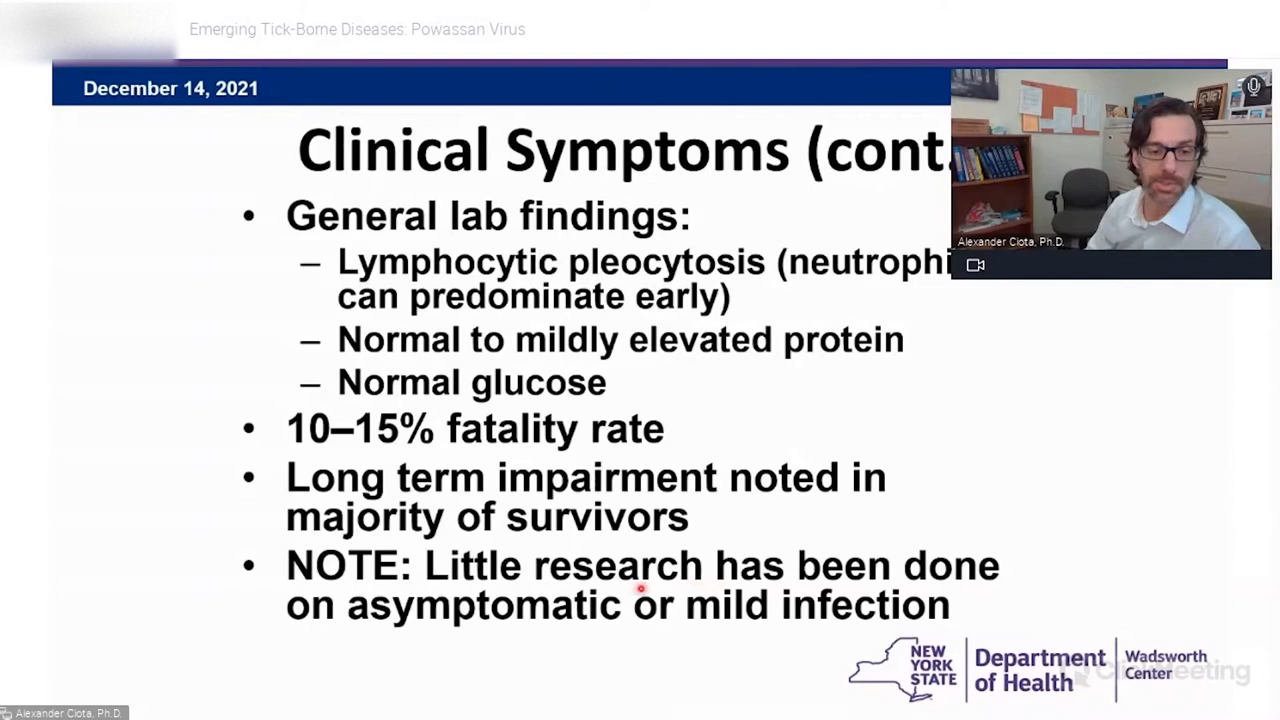 Emerging Tick-Borne Diseases: Powassan Virus
December 14, 2021
Clinical Symptoms (cont.
• General lab findings:
– Lymphocytic pleocytosis (neutrophi
can predominate early)
– Normal to mildly elevated protein
– Normal glucose
• 10–15% fatality rate
• Long term impairment noted in
majority of survivors
• NOTE: Little research has been done
on asymptomatic or mild infection
Alexander Ciota, Ph.D.
NEW
YORK
STATE
Department
of Health
Wadsworth
Center
ClickMeeting
Alexander Ciota, Ph.D.